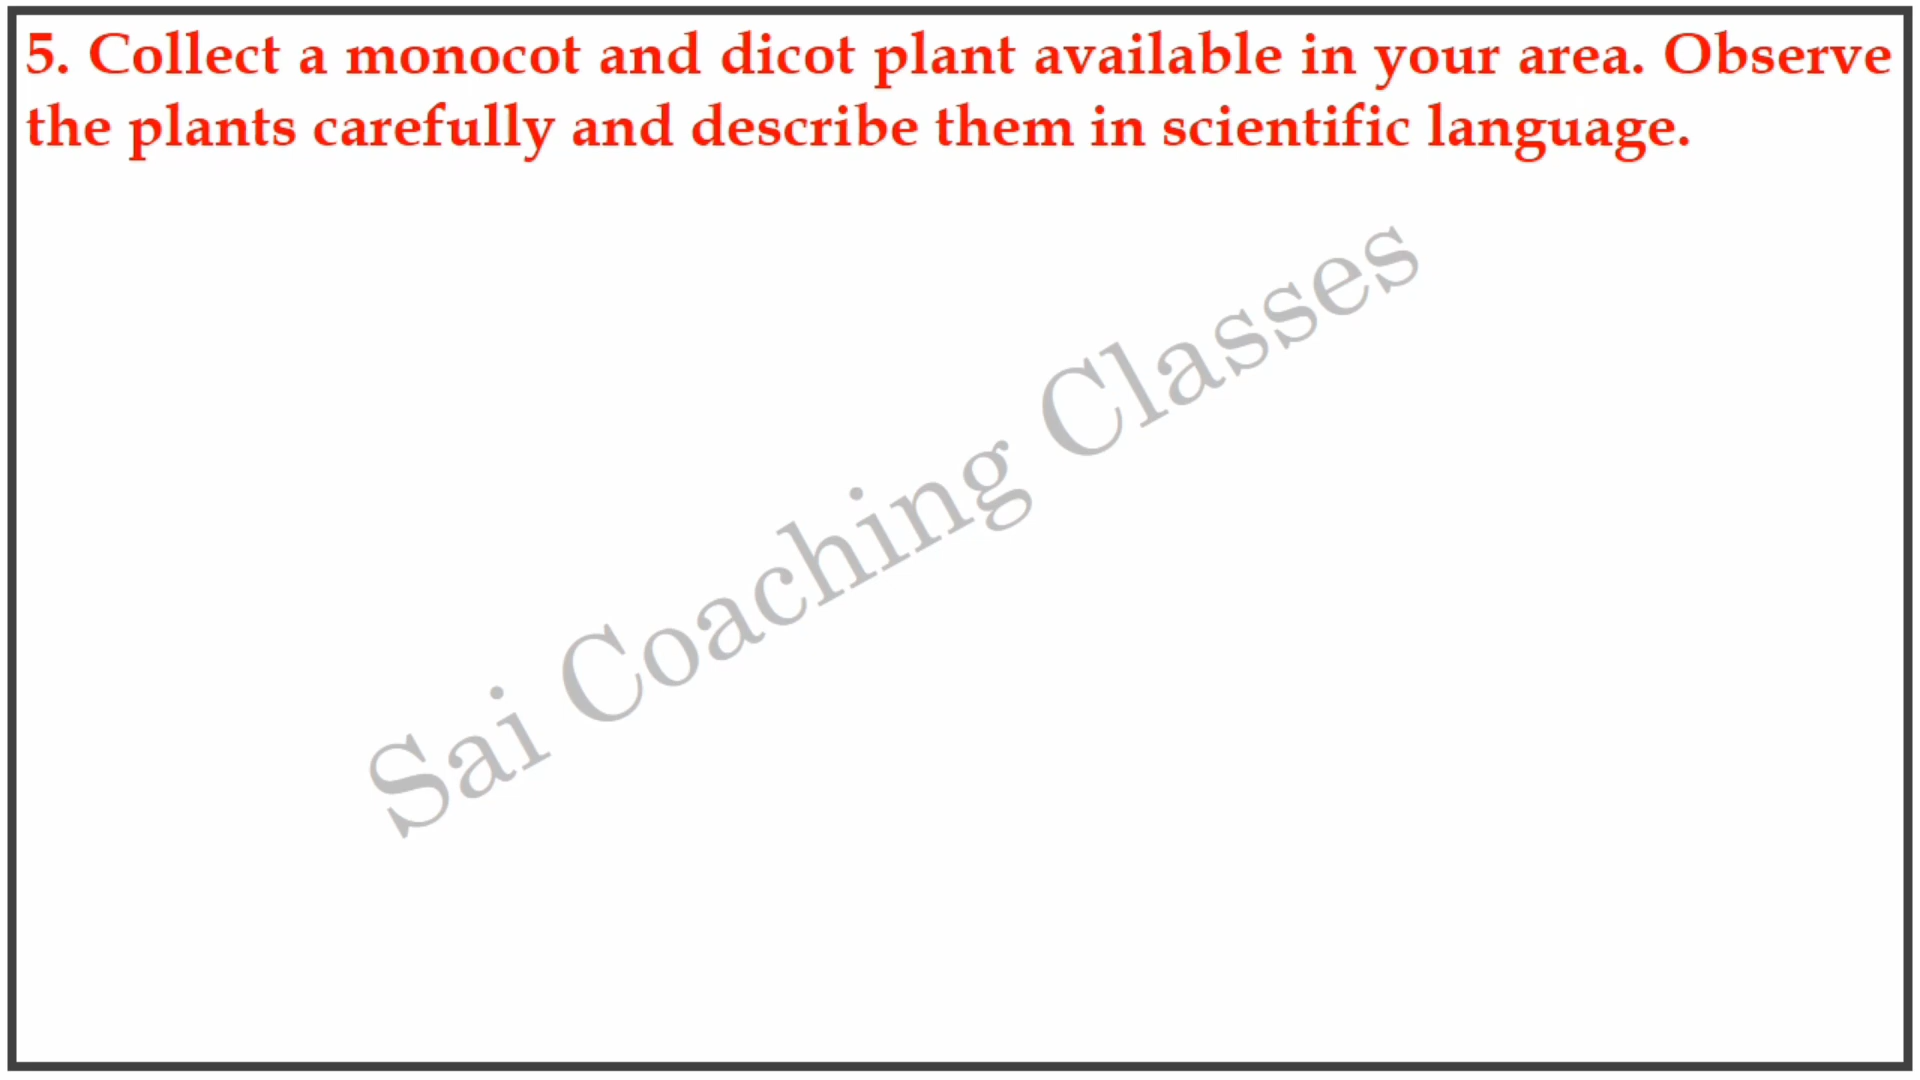 5. Collect a monocot and dicot plant available in your area. Observe
the plants carefully and describe them in scientific language.
Sai Coaching Classes